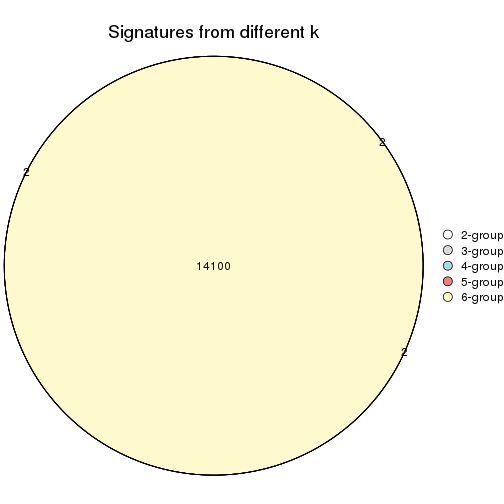 Signatures from different k
2
2
14100
2
2-group
3-group
4-group
5-group
6-group